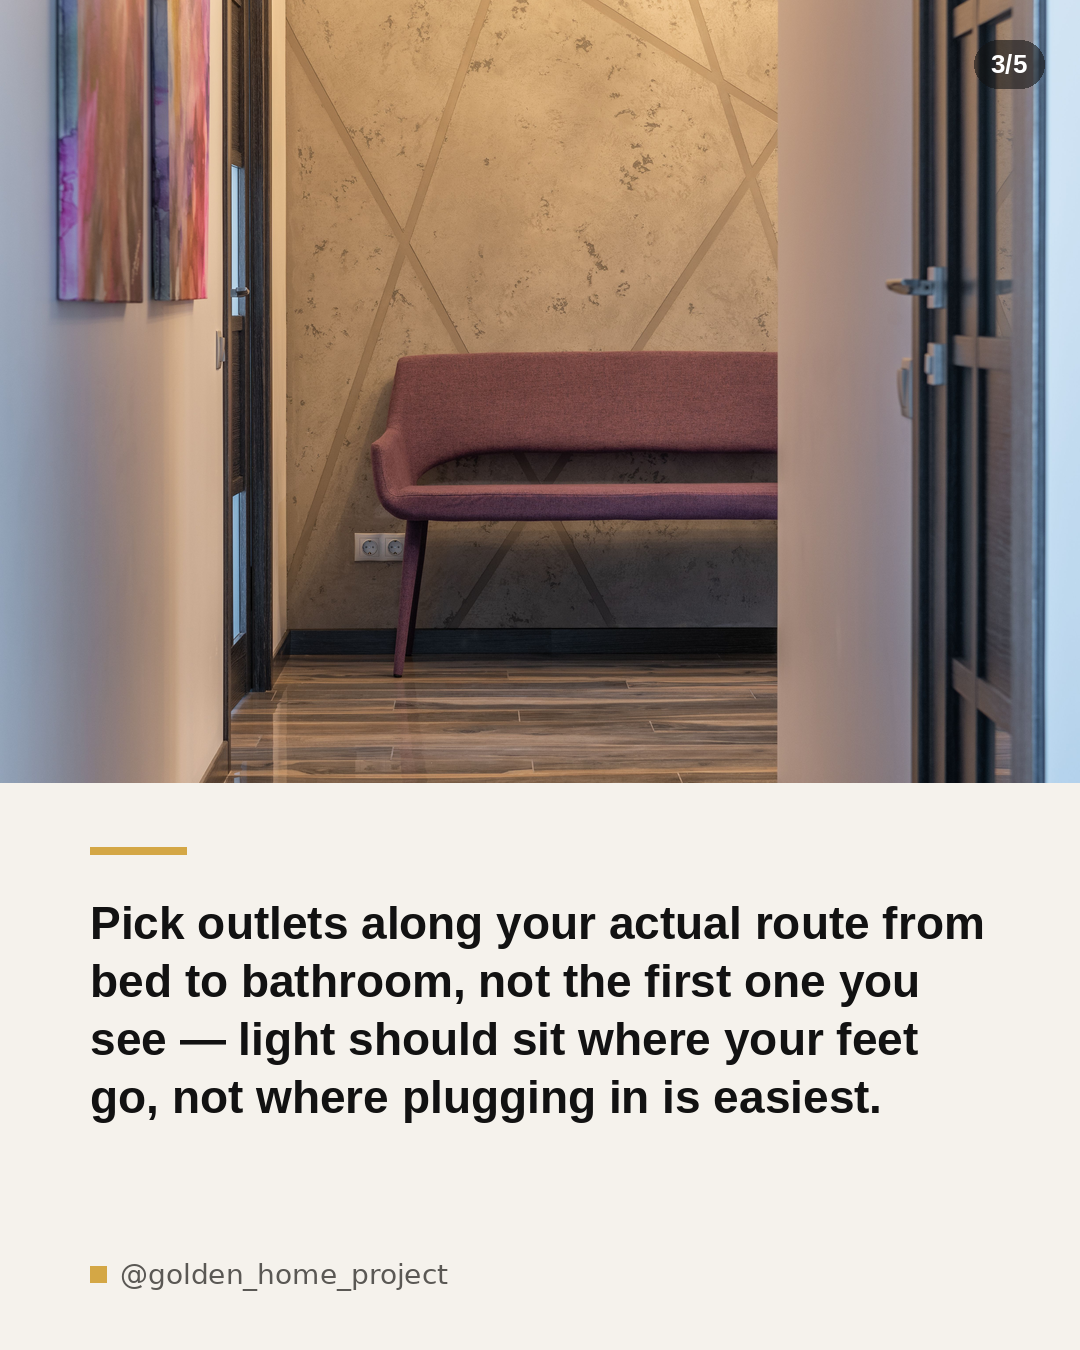 3/5
Pick outlets along your actual route from
bed to bathroom, not the first one you
see — light should sit where your feet
go, not where plugging in is easiest.
@golden_home_project